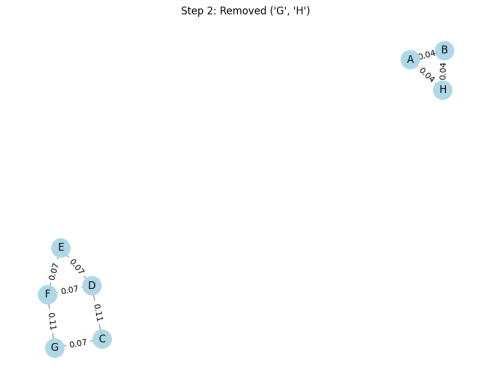 Step 2: Removed ('G', 'H')
B
0.04
A
0.04
0.04
H
E
0.07
0.07
D
0.07
F
0.11
0.11
C
0.07
G